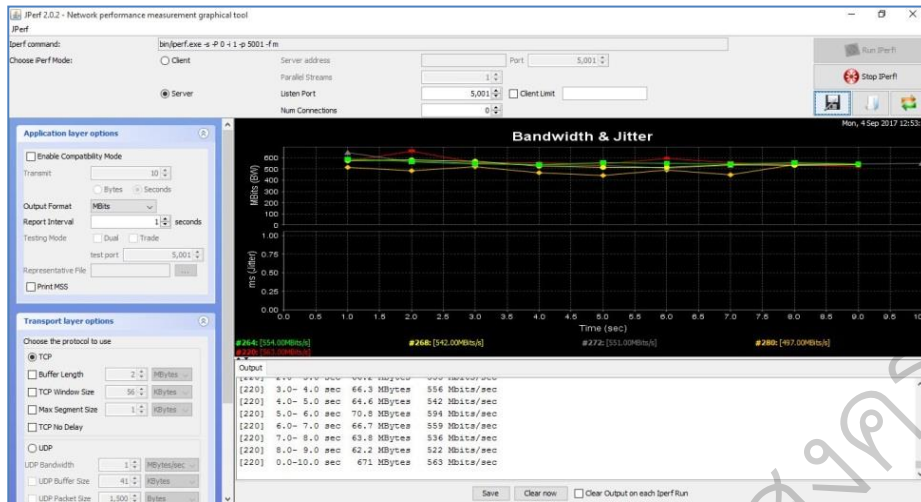 JPerf 2.0.2 - Network performance measurement graphical tool
JPerf
Iperf command:
bin/iperf.exe -s -P 0 -i 1 -p 5001 -f m
Choose iPerf Mode:
Client
Server address
Port
5,001
Parallel Streams
1
Server
Listen Port
5,001
Client Limit
Num Connections
0
Run IPerf!
Stop IPerf!
Application layer options
Enable Compatibility Mode
Transmit
10
Bytes
Seconds
Output Format
MBits
Report Interval
1
seconds
Testing Mode
Dual
Trade
test port
5,001
Representative File
...
Print MSS
Transport layer options
Choose the protocol to use
TCP
Buffer Length
2
MBytes
TCP Window Size
56
KBytes
Max Segment Size
1
KBytes
TCP No Delay
UDP
UDP Bandwidth
1
MBytes/sec
UDP Buffer Size
41
KBytes
UDP Packet Size
1,500
Bytes
Mon, 4 Sep 2017 12:53:
Bandwidth & Jitter
MBits (BW)
600
500
400
300
200
100
0
ms (Jitter)
1.00
0.75
0.50
0.25
0.00
0.0 0.5 1.0 1.5 2.0 2.5 3.0 3.5 4.0 4.5 5.0 5.5 6.0 6.5 7.0 7.5 8.0 8.5 9.0 9.5 10
Time (sec)
#264: [554.00MBits/s]
#268: [542.00MBits/s]
#272: [551.00MBits/s]
#280: [497.00MBits/s]
#220: [563.00MBits/s]
Output
[220] 3.0- 4.0 sec 66.3 MBytes 556 Mbits/sec
[220] 4.0- 5.0 sec 64.6 MBytes 542 Mbits/sec
[220] 5.0- 6.0 sec 70.8 MBytes 594 Mbits/sec
[220] 6.0- 7.0 sec 66.7 MBytes 559 Mbits/sec
[220] 7.0- 8.0 sec 63.8 MBytes 536 Mbits/sec
[220] 8.0- 9.0 sec 62.2 MBytes 522 Mbits/sec
[220] 0.0-10.0 sec 671 MBytes 563 Mbits/sec
Save
Clear now
Clear Output on each Iperf Run